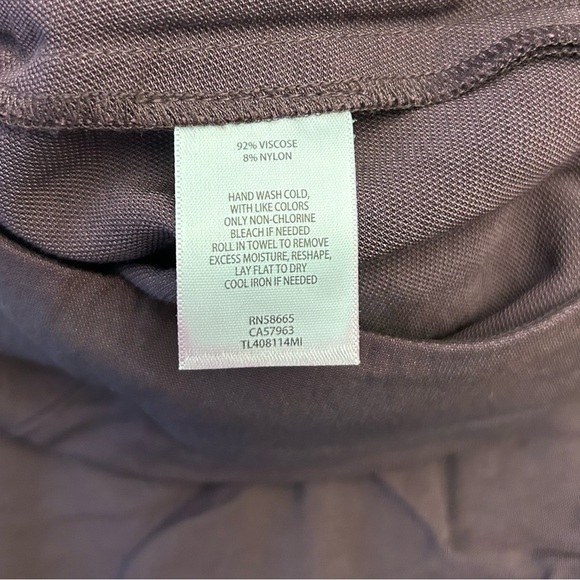 92% VISCOSE
8% NYLON
HAND WASH COLD,
WITH LIKE COLORS
ONLY NON-CHLORINE
BLEACH IF NEEDED
ROLL IN TOWEL TO REMOVE
EXCESS MOISTURE, RESHAPE,
LAY FLAT TO DRY
COOL IRON IF NEEDED
RN58665
CA57963
TL408114MI